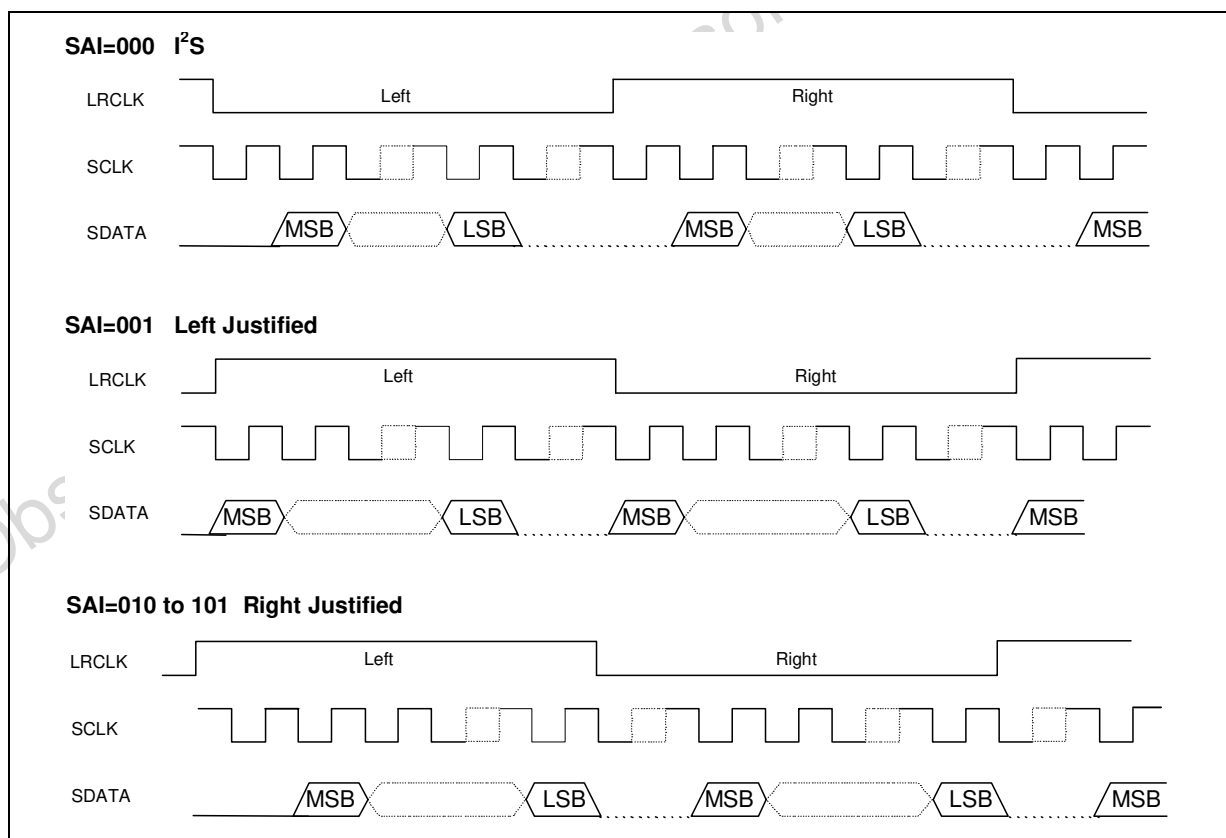 SAI=000 I²S
LRCLK Left Right
SCLK
SDATA MSB LSB MSB LSB MSB
SAI=001 Left Justified
LRCLK Left Right
SCLK
SDATA MSB LSB MSB LSB MSB
SAI=010 to 101 Right Justified
LRCLK Left Right
SCLK
SDATA MSB LSB MSB LSB MSB